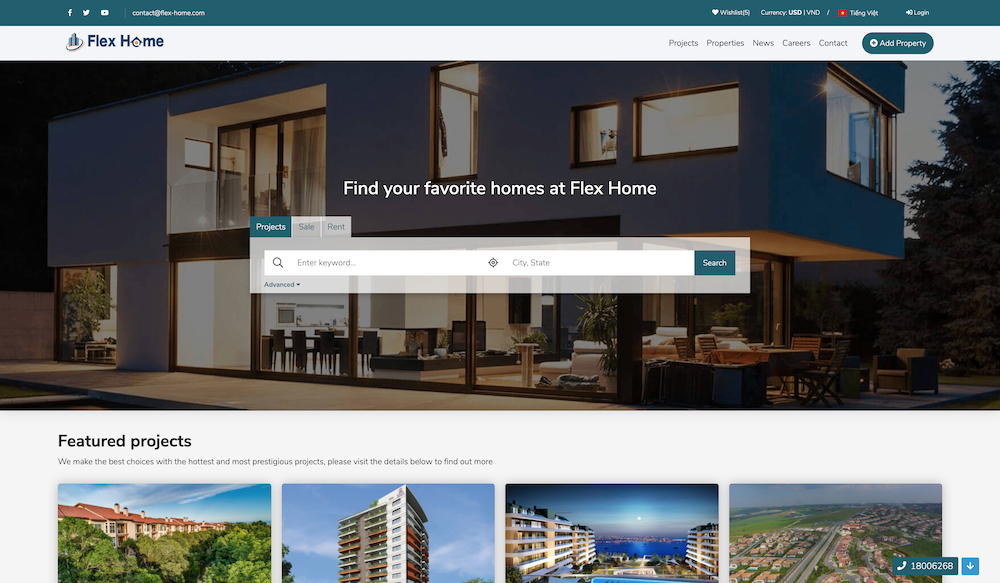 contact@flex-home.com
Wishlist(5) Currency: USD | VND / Tiếng Việt Login
Flex Home
Projects Properties News Careers Contact Add Property
Find your favorite homes at Flex Home
Projects Sale Rent
Enter keyword... City, State Search
Advanced
Featured projects
We make the best choices with the hottest and most prestigious projects, please visit the details below to find out more
18006268